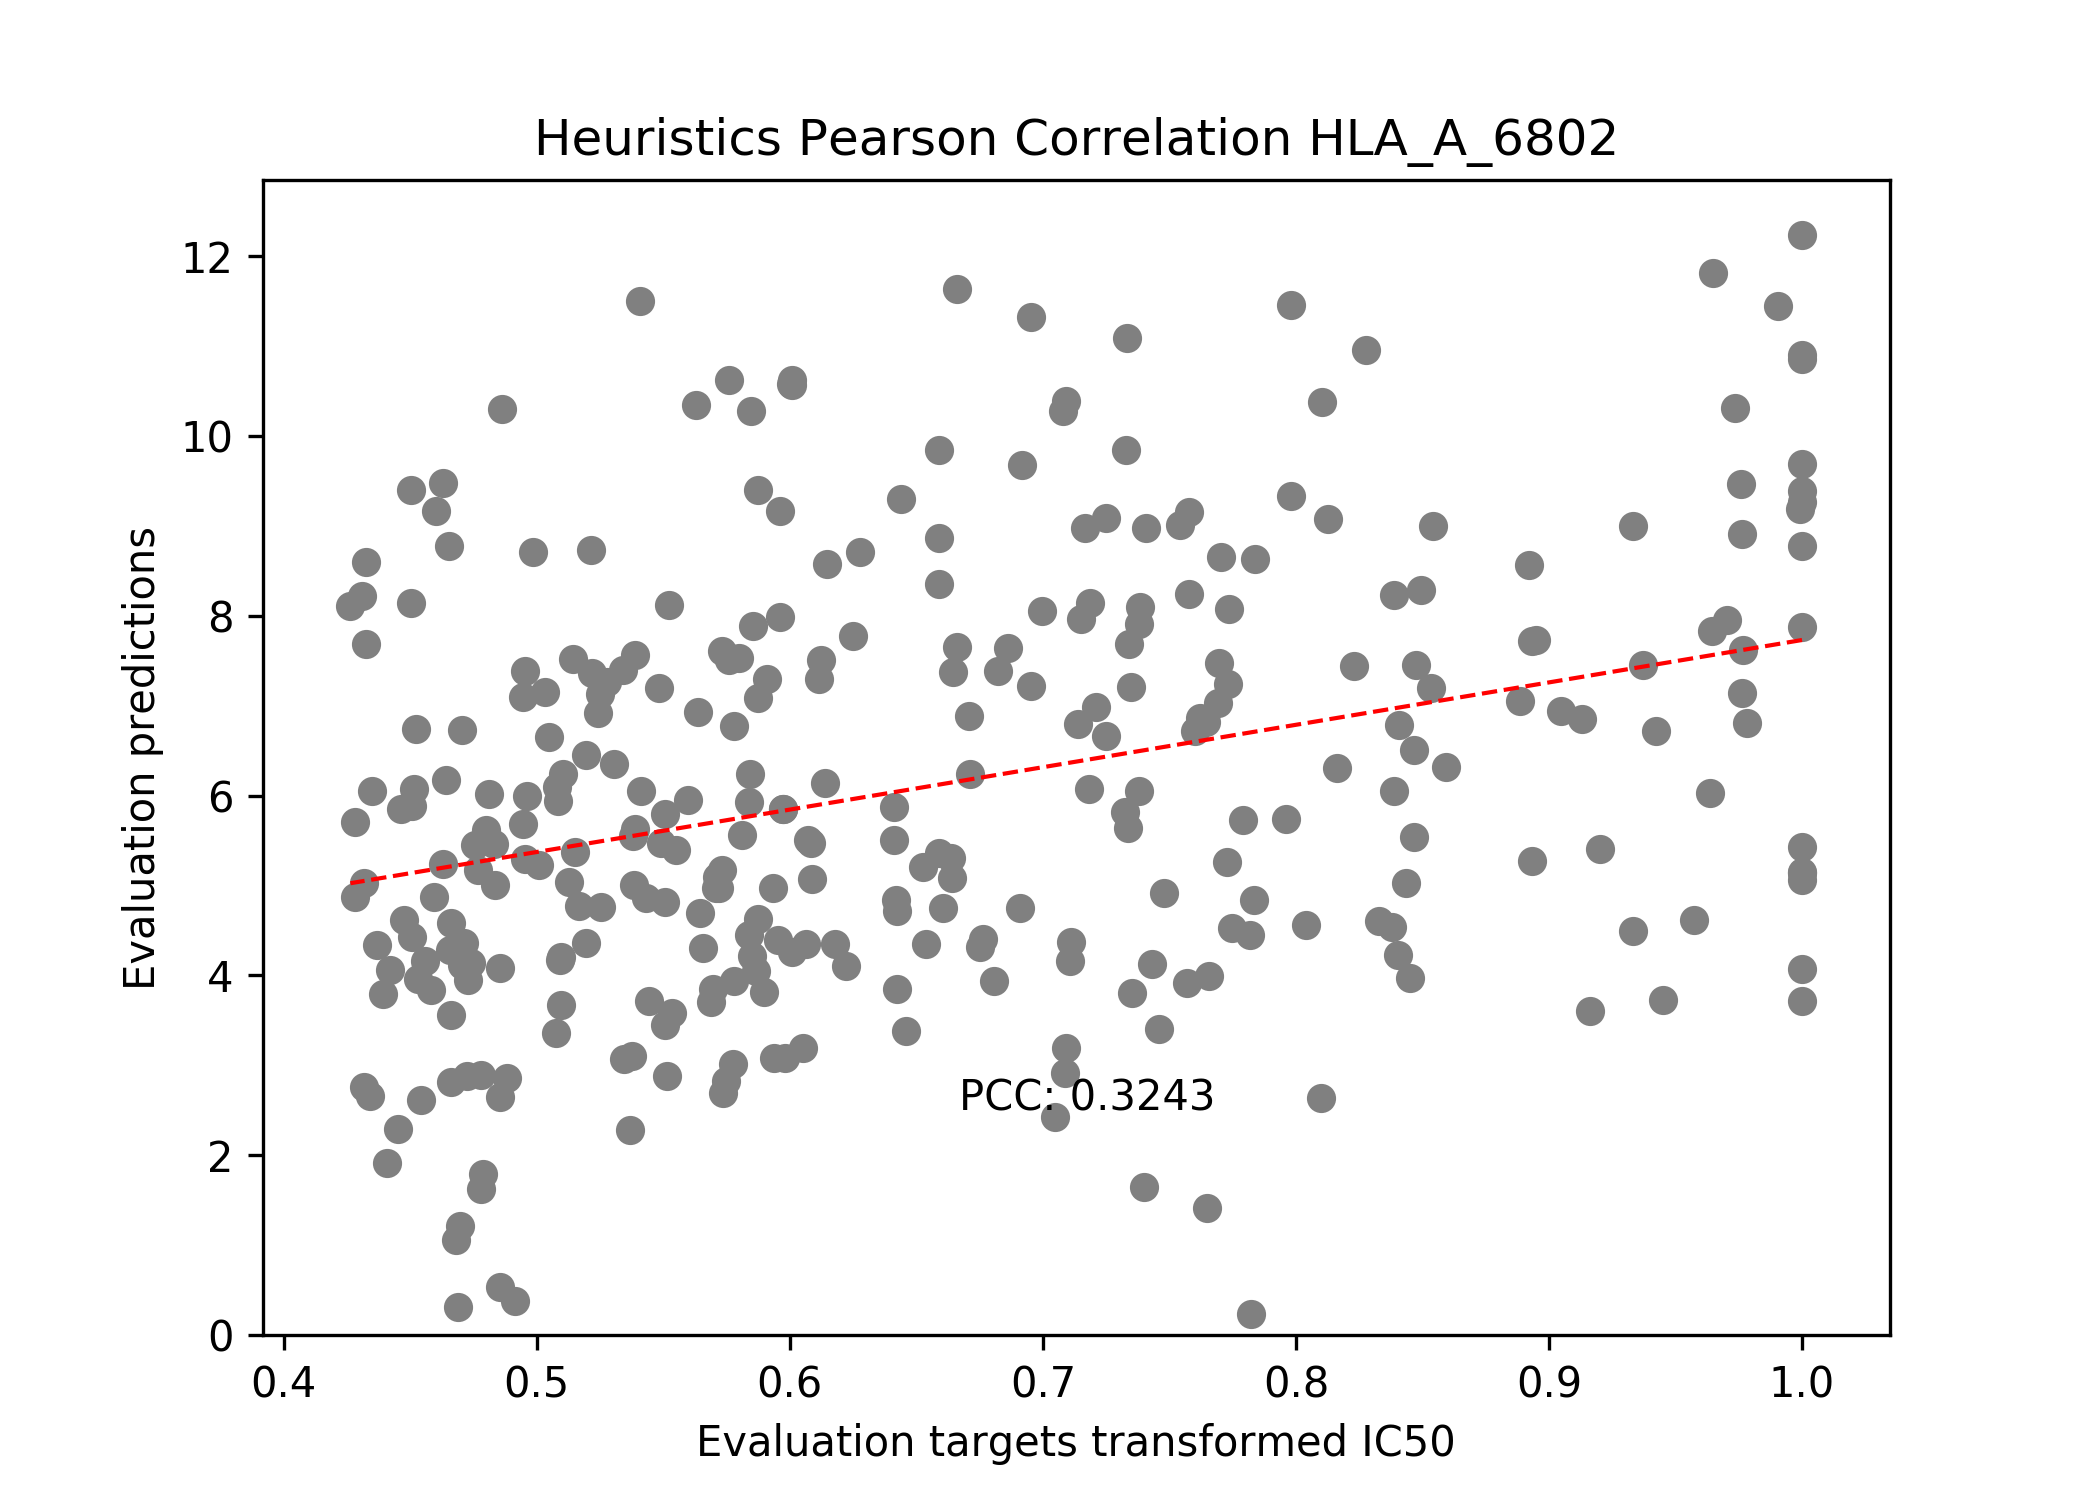 Heuristics Pearson Correlation HLA_A_6802
12
10
8
6
4
2
0
Evaluation predictions
PCC: 0.3243
0.4 0.5 0.6 0.7 0.8 0.9 1.0
Evaluation targets transformed IC50